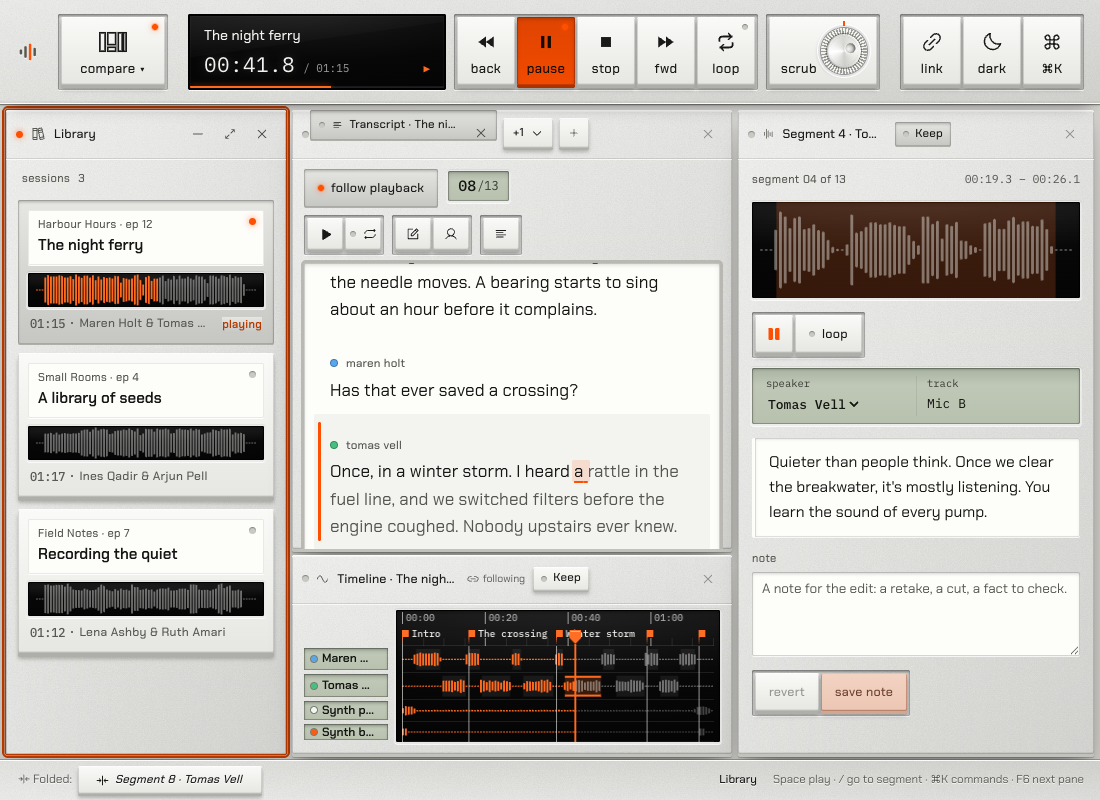 compare ▾
The night ferry
00:41.8 / 01:15
back
pause
stop
fwd
loop
scrub
link
dark
⌘K
Library
sessions 3
Harbour Hours · ep 12
The night ferry
01:15 · Maren Holt & Tomas ... playing
Small Rooms · ep 4
A library of seeds
01:17 · Ines Qadir & Arjun Pell
Field Notes · ep 7
Recording the quiet
01:12 · Lena Ashby & Ruth Amari
Transcript · The ni...
+1
follow playback
08/13
the needle moves. A bearing starts to sing
about an hour before it complains.
maren holt
Has that ever saved a crossing?
tomas vell
Once, in a winter storm. I heard a rattle in the
fuel line, and we switched filters before the
engine coughed. Nobody upstairs ever knew.
Timeline · The nigh...
following
Keep
00:00 00:20 00:40 01:00
Intro The crossing Winter storm
Maren ...
Tomas ...
Synth p...
Synth b...
Segment 4 · To...
Keep
segment 04 of 13
00:19.3 – 00:26.1
loop
speaker
Tomas Vell
track
Mic B
Quieter than people think. Once we clear
the breakwater, it's mostly listening. You
learn the sound of every pump.
note
A note for the edit: a retake, a cut, a fact to check.
revert
save note
Folded:
Segment 8 · Tomas Vell
Library
Space play · / go to segment · ⌘K commands · F6 next pane